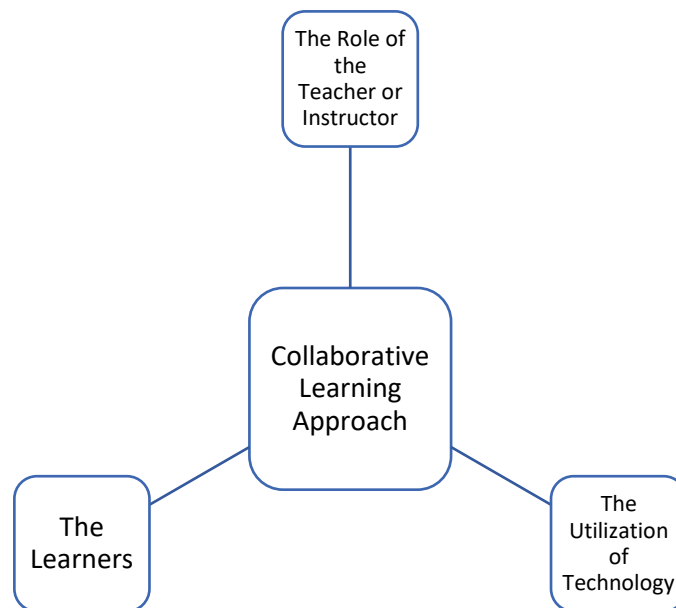 The Role of
the
Teacher or
Instructor
Collaborative
Learning
Approach
The
Learners
The
Utilization
of
Technology